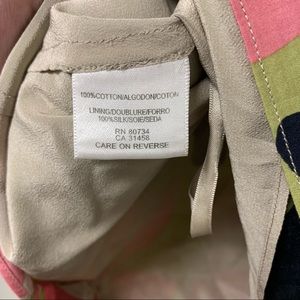 100%COTTON/ALGODON/COTON
LINING/DOUBLURE/FORRO
100%SILK/SOIE/SEDA
RN 80734
CA 31458
CARE ON REVERSE